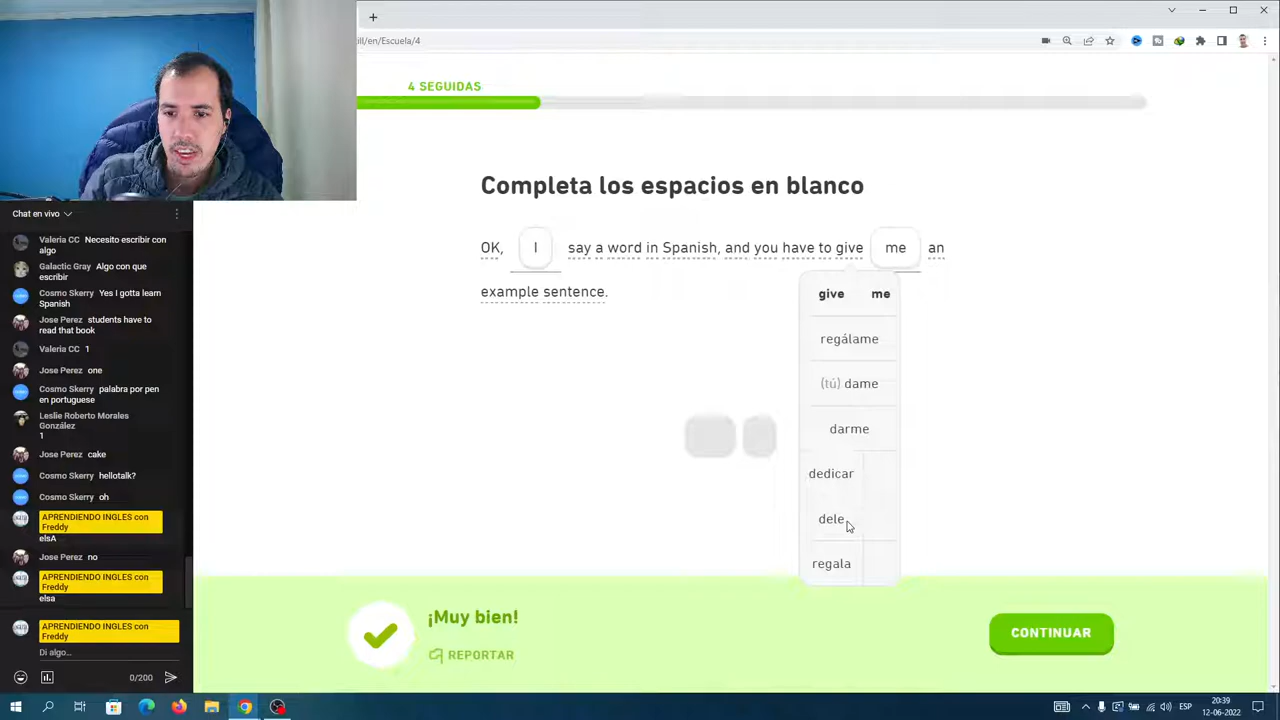 ill/en/Escuela/4
4 SEGUIDAS
Completa los espacios en blanco
OK, I say a word in Spanish, and you have to give me an
example sentence.
give me
regálame
(tú) dame
darme
dedicar
dele
regala
¡Muy bien!
REPORTAR
CONTINUAR
Chat en vivo
Valeria CC Necesito escribir con
algo
Galactic Gray Algo con que
escribir
Cosmo Skerry Yes I gotta learn
Spanish
Jose Perez students have to
read that book
Valeria CC 1
Jose Perez one
Cosmo Skerry palabra por pen
en portuguese
Leslie Roberto Morales
González
1
Jose Perez cake
Cosmo Skerry hellotalk?
Cosmo Skerry oh
APRENDIENDO INGLES con
Freddy
elsA
Jose Perez no
APRENDIENDO INGLES con
Freddy
elsa
APRENDIENDO INGLES con
Freddy
Di algo...
0/200
ESP
20:39
12-06-2022